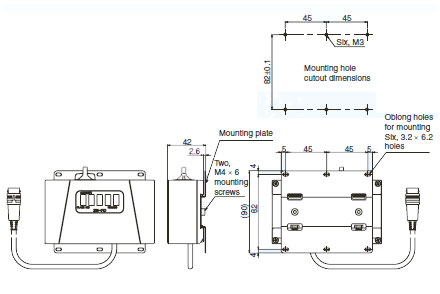 45
45
Six, M3
82±0.1
Mounting hole
cutout dimensions
Oblong holes
for mounting
Six, 3.2 × 6.2
holes
42
2.6
Mounting plate
Two,
M4 × 6
mounting
screws
5
45
45
5
4
(90)
82
4